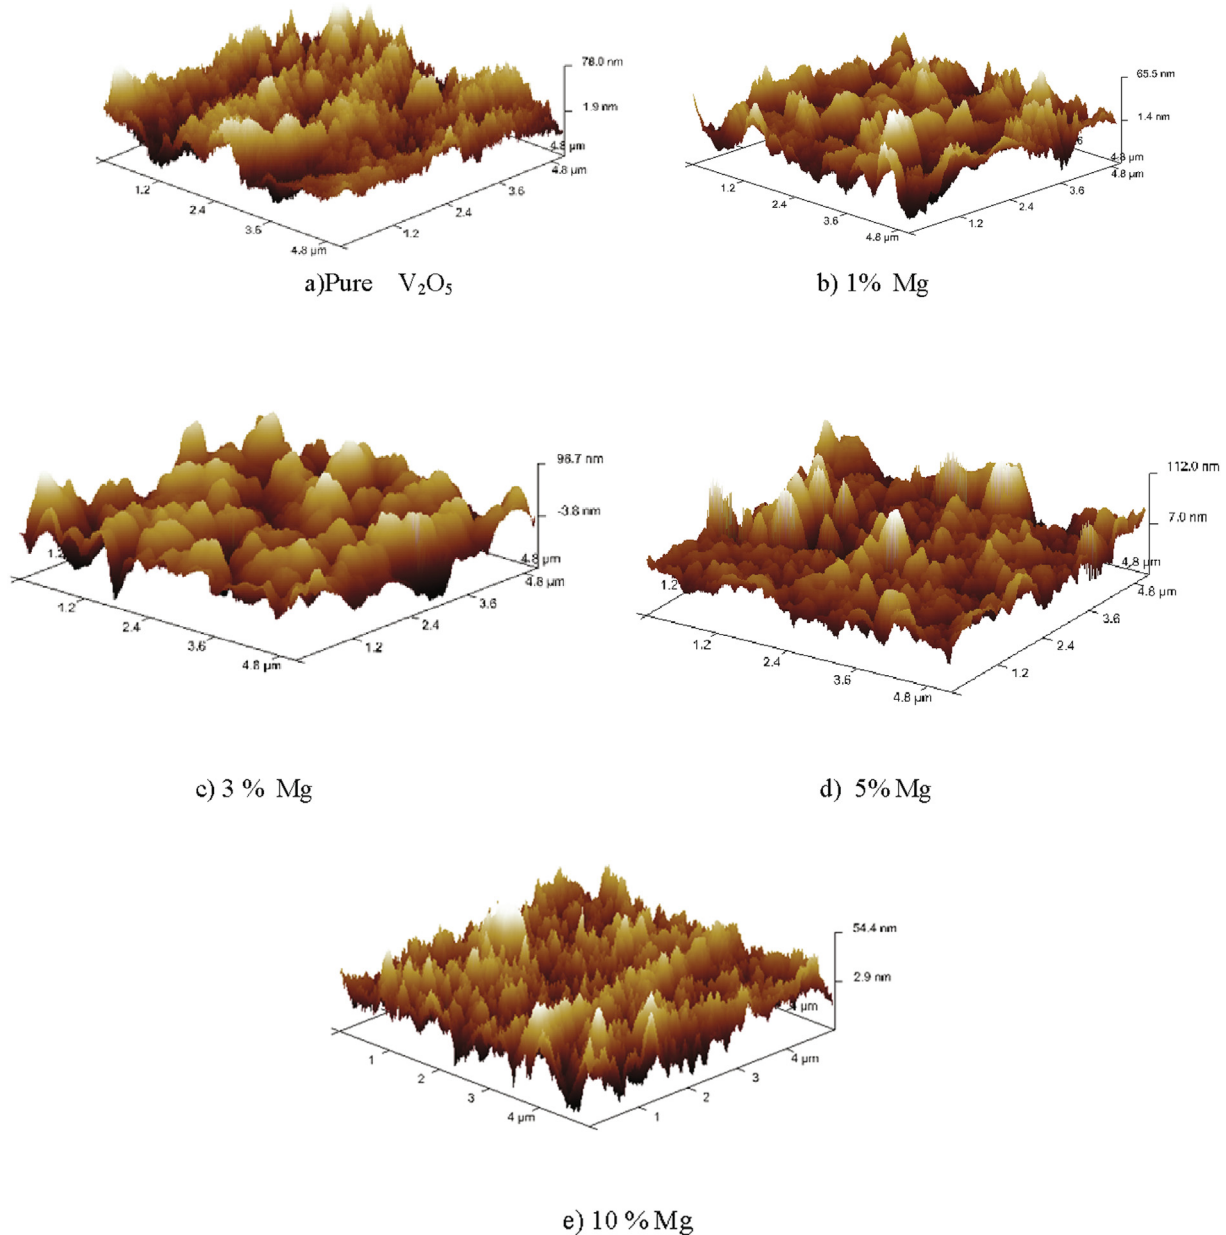 78.0 nm
1.9 nm
4.8 µm
4.8 µm
3.6
2.4
1.2
1.2
2.4
3.6
4.8 µm
a)Pure V₂O₅
65.5 nm
1.4 nm
4.8 µm
4.8 µm
3.6
2.4
1.2
1.2
2.4
3.6
4.8 µm
b) 1% Mg
96.7 nm
-3.8 nm
4.8 µm
4.8 µm
3.6
2.4
1.2
1.2
2.4
3.6
4.8 µm
c) 3 % Mg
112.0 nm
7.0 nm
4.8 µm
4.8 µm
3.6
2.4
1.2
1.2
1.2
2.4
3.6
4.8 µm
d) 5% Mg
54.4 nm
2.9 nm
µm
4 µm
3
2
1
1
2
3
4 µm
e) 10 % Mg